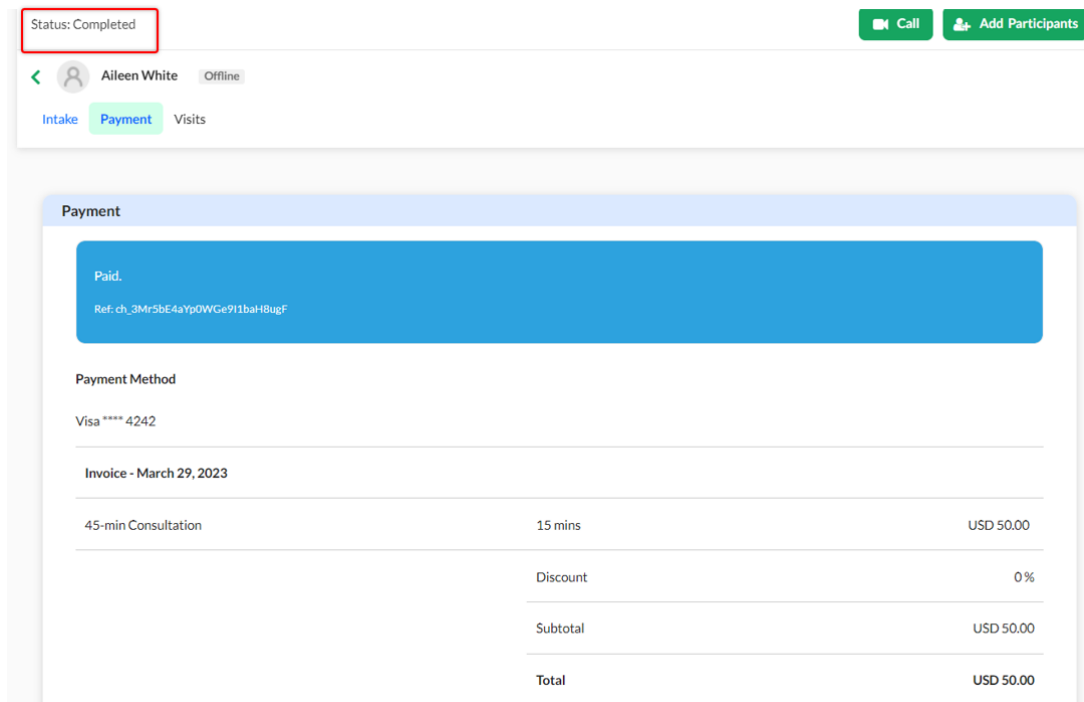 Status: Completed
Call
Add Participants
Aileen White Offline
Intake Payment Visits
Payment
Paid.
Ref: ch_3Mr5bE4aYp0WGe9I1baH8ugF
Payment Method
Visa **** 4242
Invoice - March 29, 2023
45-min Consultation 15 mins USD 50.00
Discount 0 %
Subtotal USD 50.00
Total USD 50.00